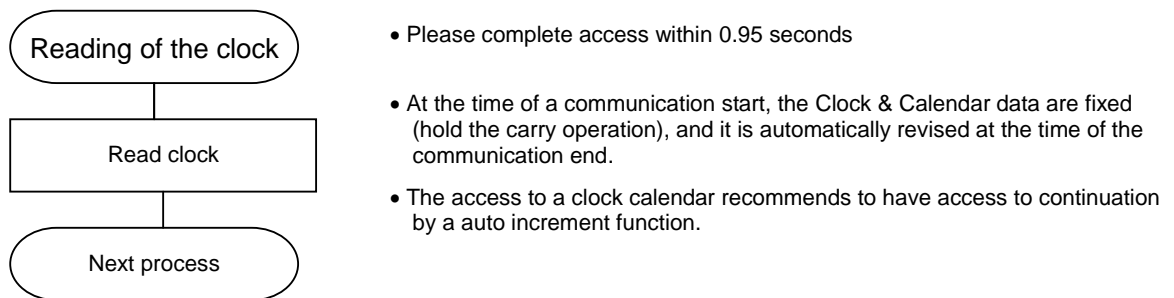 Reading of the clock
• Please complete access within 0.95 seconds
• At the time of a communication start, the Clock & Calendar data are fixed
(hold the carry operation), and it is automatically revised at the time of the
communication end.
Read clock
• The access to a clock calendar recommends to have access to continuation
by a auto increment function.
Next process